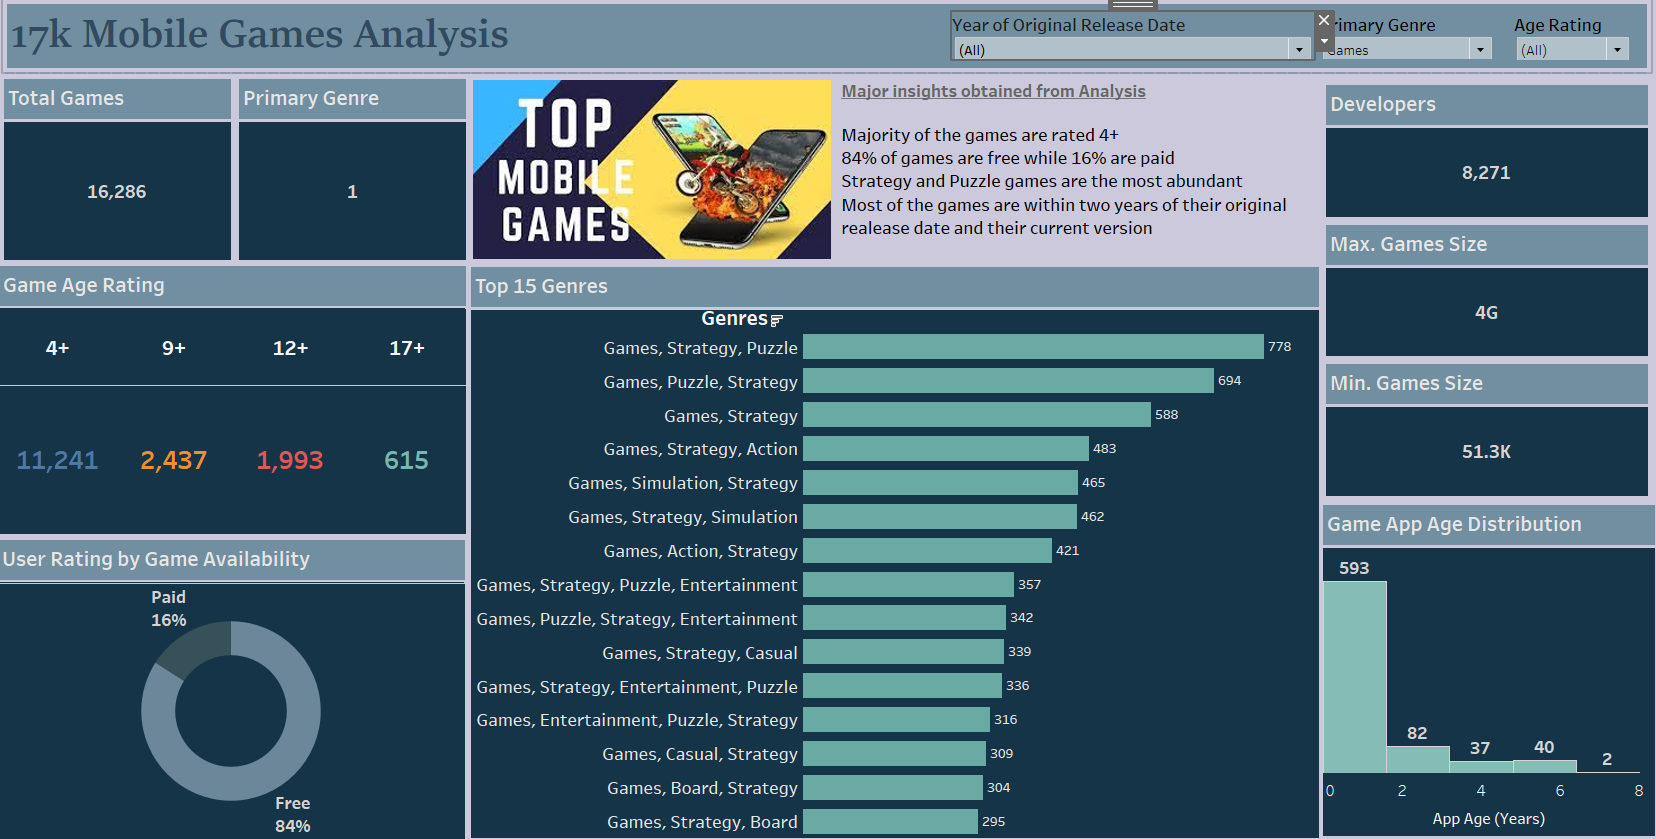 17k Mobile Games Analysis
Year of Original Release Date
(All)
rimary Genre
ames
Age Rating
(All)
Total Games
16,286
Primary Genre
1
TOP
MOBILE
GAMES
Major insights obtained from Analysis
Majority of the games are rated 4+
84% of games are free while 16% are paid
Strategy and Puzzle games are the most abundant
Most of the games are within two years of their original
realease date and their current version
Developers
8,271
Max. Games Size
4G
Min. Games Size
51.3K
Game Age Rating
4+ 9+ 12+ 17+
11,241 2,437 1,993 615
User Rating by Game Availability
Paid
16%
Free
84%
Top 15 Genres
Genres
Games, Strategy, Puzzle 778
Games, Puzzle, Strategy 694
Games, Strategy 588
Games, Strategy, Action 483
Games, Simulation, Strategy 465
Games, Strategy, Simulation 462
Games, Action, Strategy 421
Games, Strategy, Puzzle, Entertainment 357
Games, Puzzle, Strategy, Entertainment 342
Games, Strategy, Casual 339
Games, Strategy, Entertainment, Puzzle 336
Games, Entertainment, Puzzle, Strategy 316
Games, Casual, Strategy 309
Games, Board, Strategy 304
Games, Strategy, Board 295
Game App Age Distribution
593
82
37
40
2
0 2 4 6 8
App Age (Years)